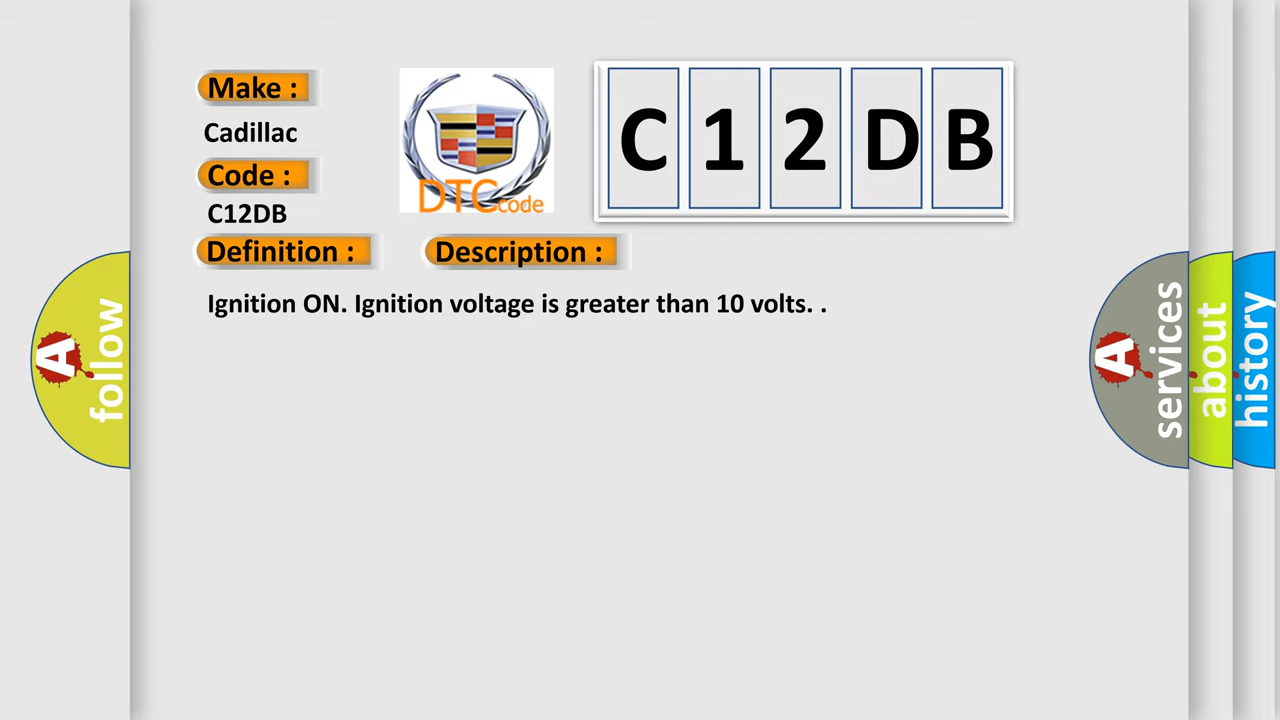 Make :
Cadillac
Code :
C12DB
Definition :
Description :
Ignition ON. Ignition voltage is greater than 10 volts. .
DTC code
C 1 2 D B
A follow
A services
about
history